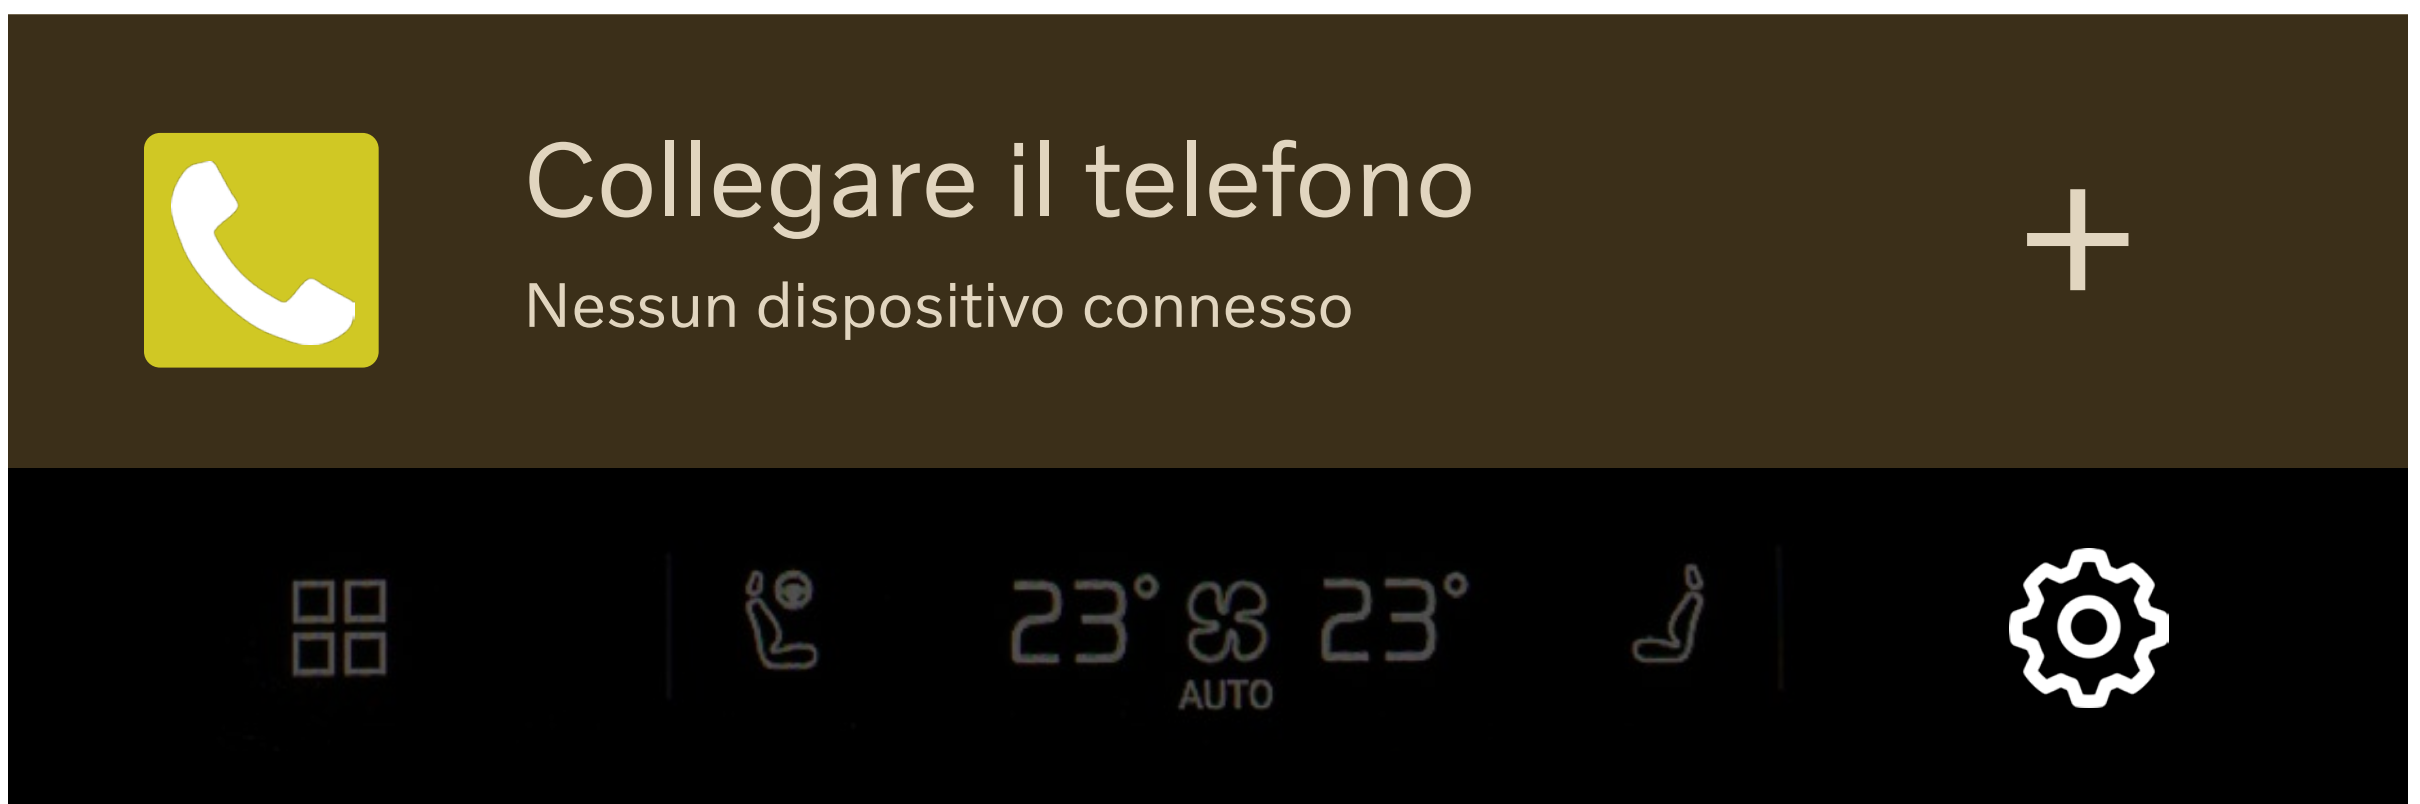 Collegare il telefono
Nessun dispositivo connesso
23° 23°
AUTO